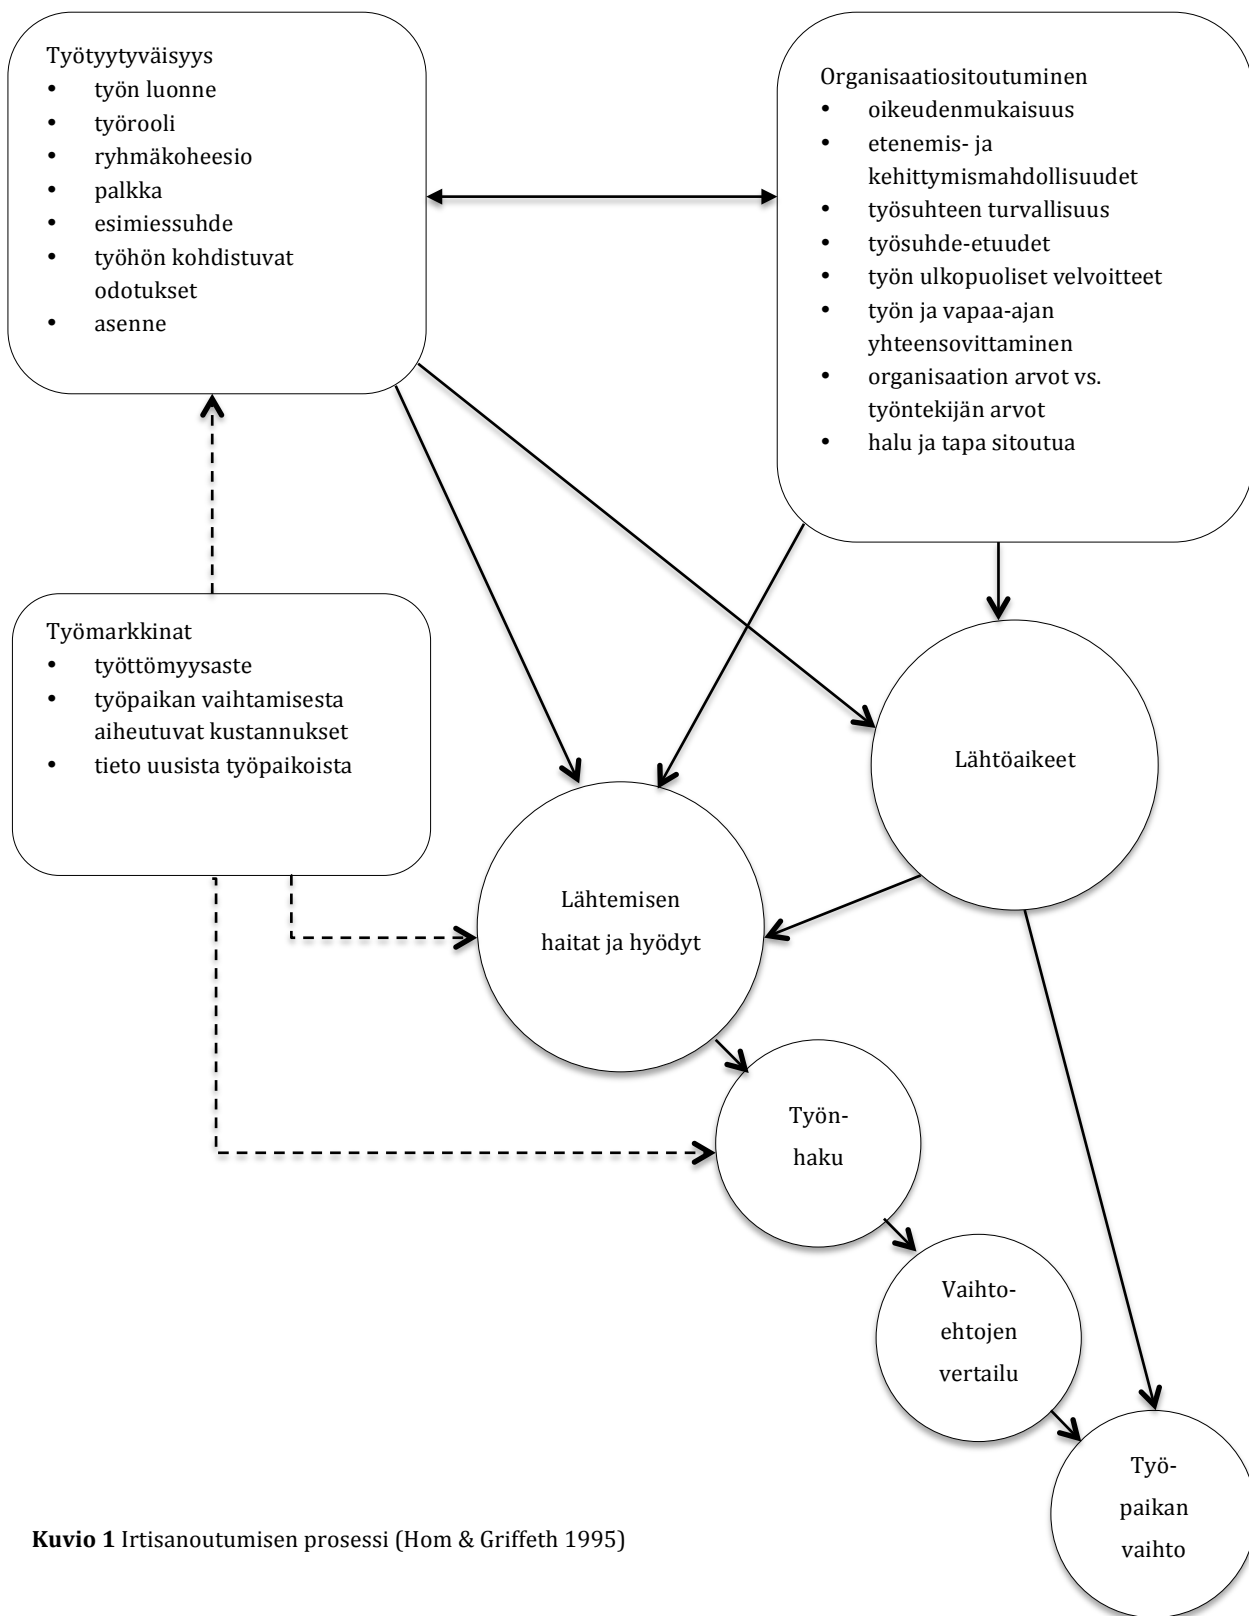 Työtyytyväisyys
• työn luonne
• työrooli
• ryhmäkoheesio
• palkka
• esimiessuhde
• työhön kohdistuvat
odotukset
• asenne
Organisaatiositoutuminen
• oikeudenmukaisuus
• etenemis- ja
kehittymismahdollisuudet
• työsuhteen turvallisuus
• työsuhde-etuudet
• työn ulkopuoliset velvoitteet
• työn ja vapaa-ajan
yhteensovittaminen
• organisaation arvot vs.
työntekijän arvot
• halu ja tapa sitoutua
Työmarkkinat
• työttömyysaste
• työpaikan vaihtamisesta
aiheutuvat kustannukset
• tieto uusista työpaikoista
Lähtöaikeet
Lähtemisen
haitat ja hyödyt
Työn-
haku
Vaihto-
ehtojen
vertailu
Työ-
paikan
vaihto
Kuvio 1 Irtisanoutumisen prosessi (Hom & Griffeth 1995)